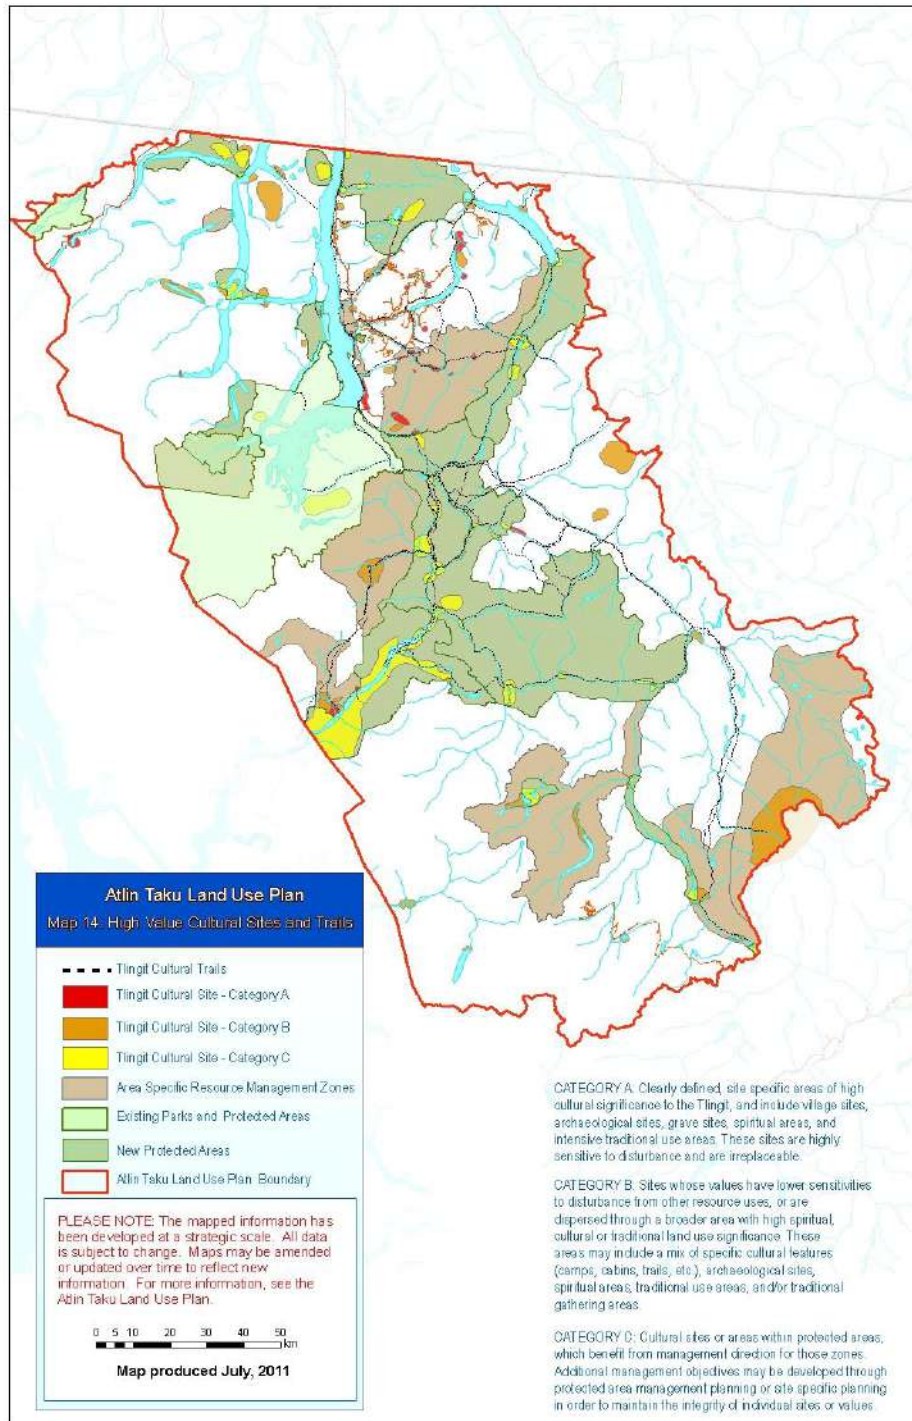 Atlin Taku Land Use Plan
Map 14: High Value Cultural Sites and Trails
Tlingit Cultural Trails
Tlingit Cultural Site - Category A
Tlingit Cultural Site - Category B
Tlingit Cultural Site - Category C
Area Specific Resource Management Zones
Existing Parks and Protected Areas
New Protected Areas
Atlin Taku Land Use Plan Boundary
PLEASE NOTE: The mapped information has
been developed at a strategic scale. All data
is subject to change. Maps may be amended
or updated over time to reflect new
information. For more information, see the
Atlin Taku Land Use Plan.
0 5 10 20 30 40 50
km
Map produced July, 2011
CATEGORY A: Clearly defined, site specific areas of high
cultural significance to the Tlingit, and include village sites,
archaeological sites, grave sites, spiritual areas, and
intensive traditional use areas. These sites are highly
sensitive to disturbance and are irreplaceable.
CATEGORY B: Sites whose values have lower sensitivities
to disturbance from other resource uses, or are
dispersed through a broader area with high spiritual,
cultural or traditional land use significance. These
areas may include a mix of specific cultural features
(camps, cabins, trails, etc.), archaeological sites,
spiritual areas, traditional use areas, and/or traditional
gathering areas.
CATEGORY C: Cultural sites or areas within protected areas,
which benefit from management direction for those zones.
Additional management objectives may be developed through
protected area management planning or site specific planning
in order to maintain the integrity of individual sites or values.